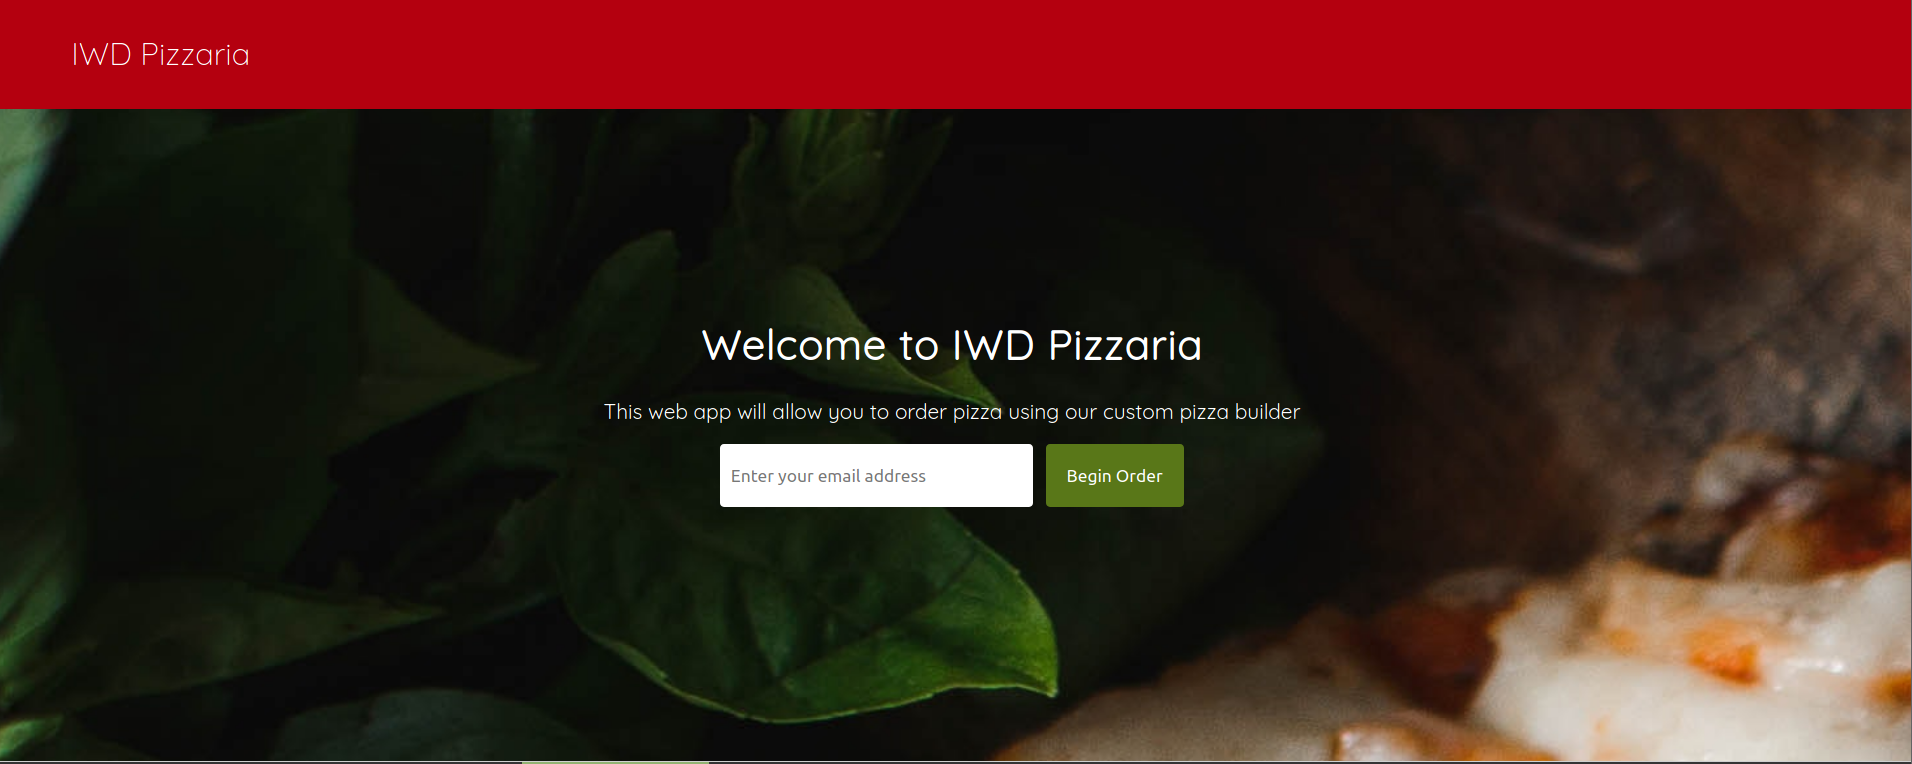 IWD Pizzaria
Welcome to IWD Pizzaria
This web app will allow you to order pizza using our custom pizza builder
Enter your email address
Begin Order